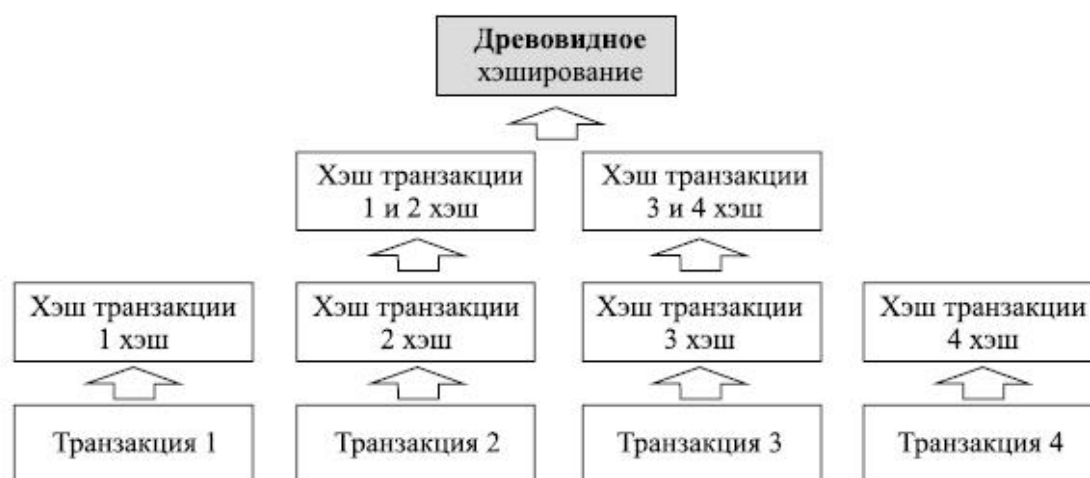 Древовидное
хэширование
Хэш транзакции
1 и 2 хэш
Хэш транзакции
3 и 4 хэш
Хэш транзакции
1 хэш
Хэш транзакции
2 хэш
Хэш транзакции
3 хэш
Хэш транзакции
4 хэш
Транзакция 1
Транзакция 2
Транзакция 3
Транзакция 4